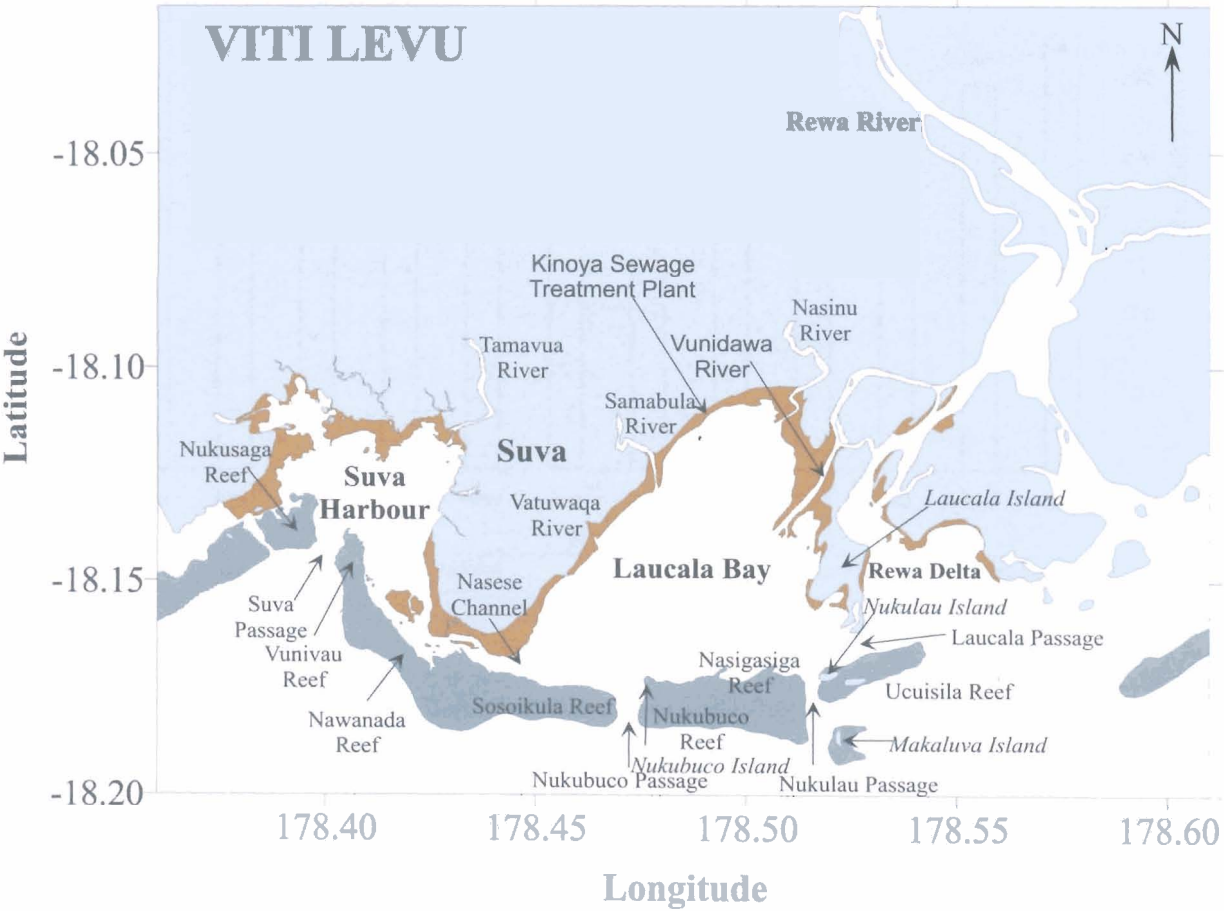 VITI LEVU
N
Rewa River
-18.05
Kinoya Sewage
Treatment Plant
Nasinu
River
Tamavua
River
Vunidawa
River
-18.10
Latitude
Samabula
River
Nukusaga
Reef
Suva
Suva
Harbour
Vatuwaqa
River
Laucala Island
Laucala Bay
Rewa Delta
-18.15
Nasese
Channel
Suva
Passage
Nukulau Island
Laucala Passage
Vunivau
Reef
Nasigasiga
Reef
Ucuisila Reef
Sosoikula Reef
Nawanada
Reef
Nukubuco
Reef
Makaluva Island
Nukubuco Island
Nukubuco Passage
Nukulau Passage
-18.20
178.40
178.45
178.50
178.55
178.60
Longitude